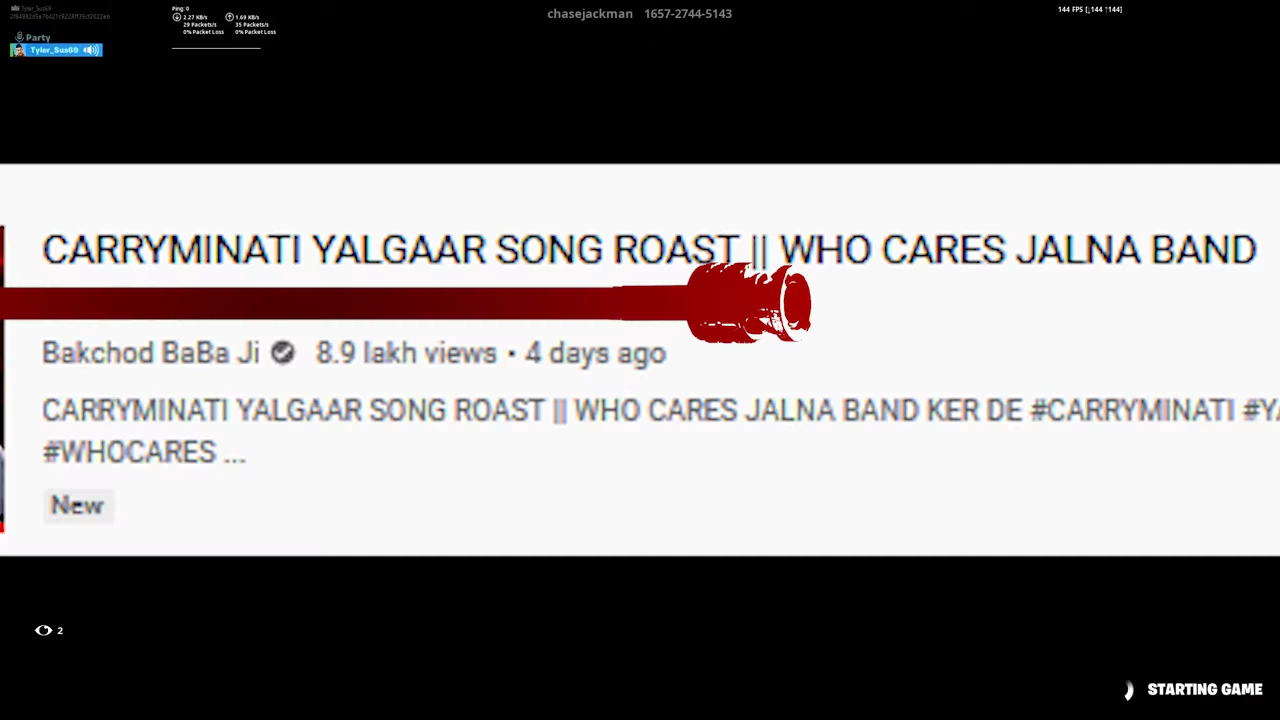 Tyler_Sus69
Party
Tyler_Sus69
Ping: 0
2.27 KB/s 1.69 KB/s
29 Packets/s 35 Packets/s
0% Packet Loss 0% Packet Loss
chasejackman 1657-2744-5143
144 FPS [↓144 ↑144]
CARRYMINATI YALGAAR SONG ROAST || WHO CARES JALNA BAND
Bakchod BaBa Ji 8.9 lakh views • 4 days ago
CARRYMINATI YALGAAR SONG ROAST || WHO CARES JALNA BAND KER DE #CARRYMINATI
#WHOCARES ...
New
2
STARTING GAME